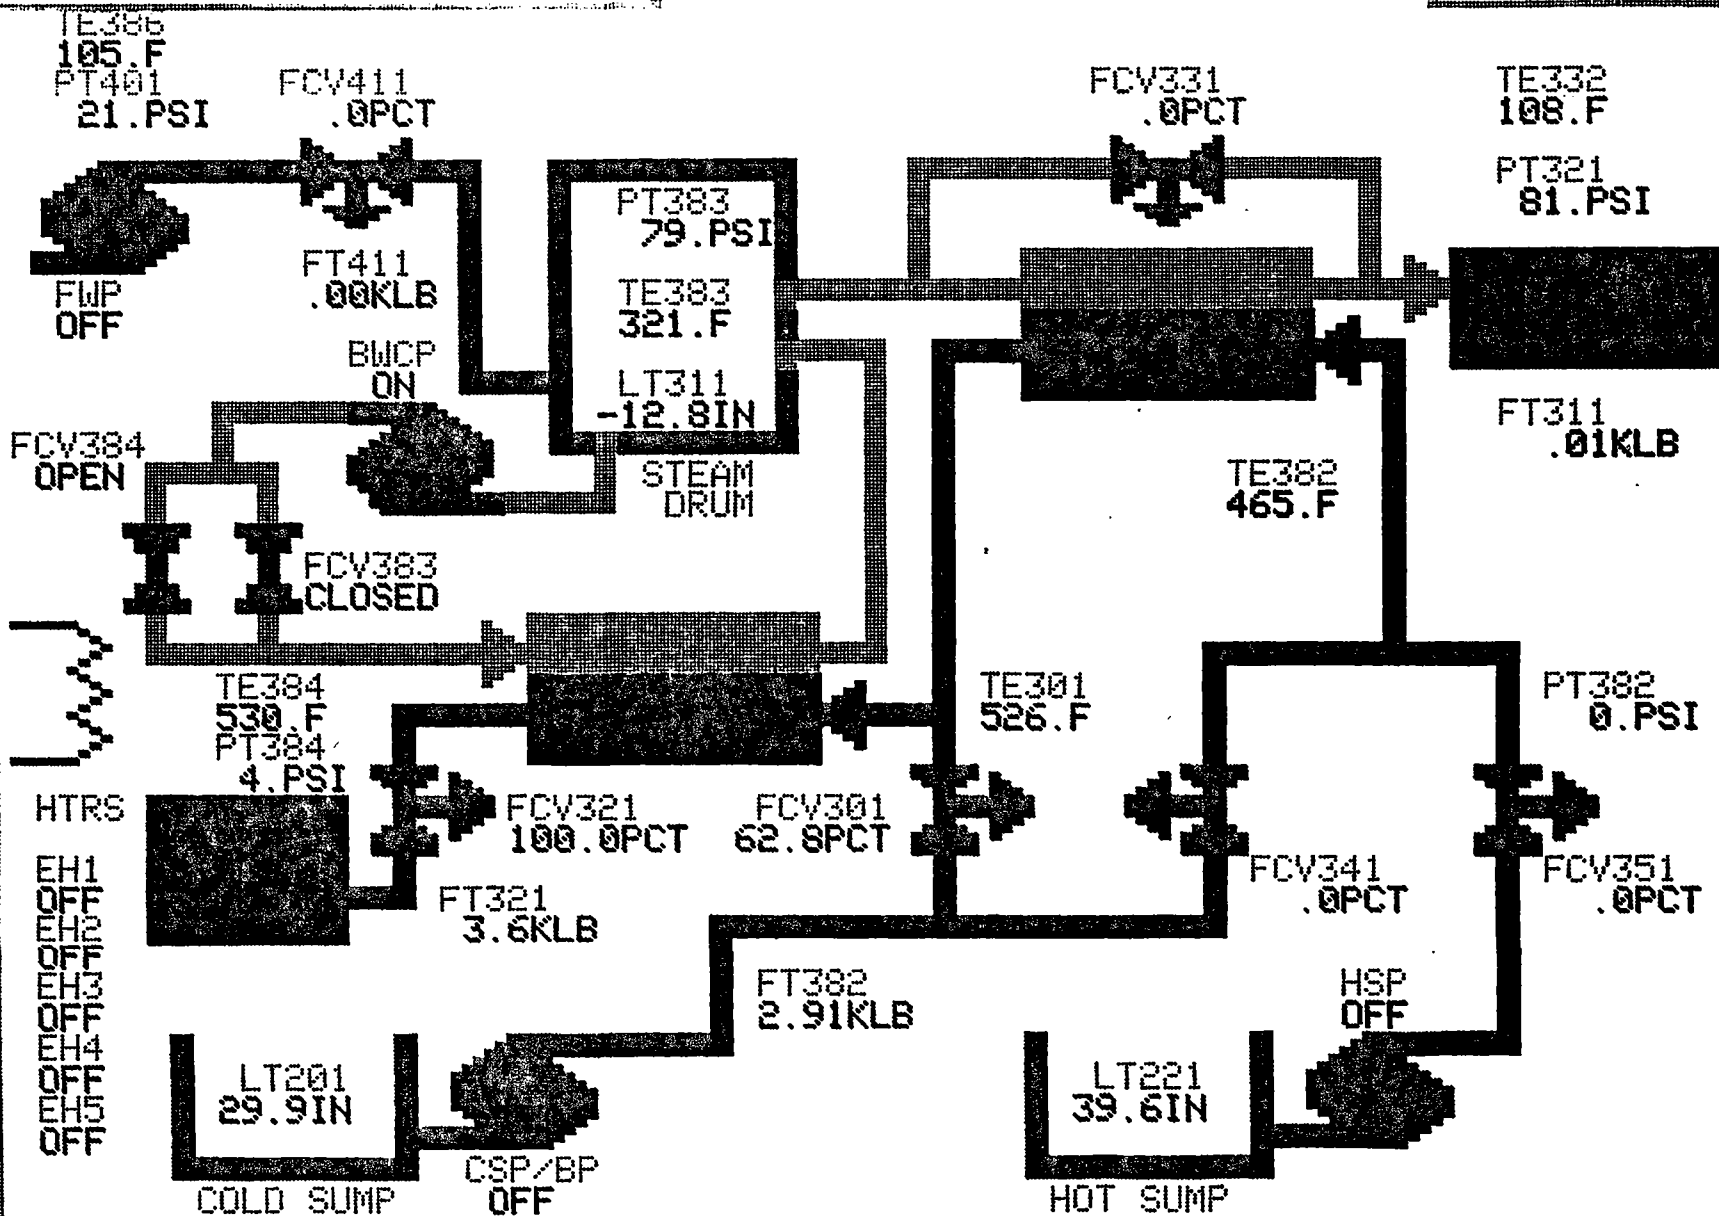 TE386
105.F
PT401
21.PSI
FCV411
.0PCT
FCV331
.0PCT
TE332
108.F
PT321
81.PSI
FWP
OFF
FT411
.00KLB
PT383
79.PSI
TE383
321.F
LT311
-12.8IN
STEAM
DRUM
BWCP
ON
FCV384
OPEN
FCV383
CLOSED
FT311
.01KLB
TE382
465.F
TE384
530.F
PT384
4.PSI
TE301
526.F
PT382
0.PSI
HTRS
EH1
OFF
EH2
OFF
EH3
OFF
EH4
OFF
EH5
OFF
FCV321
100.0PCT
FCV301
62.8PCT
FCV341
.0PCT
FCV351
.0PCT
FT321
3.6KLB
FT382
2.91KLB
HSP
OFF
LT201
29.9IN
LT221
39.6IN
CSP/BP
OFF
COLD SUMP
HOT SUMP